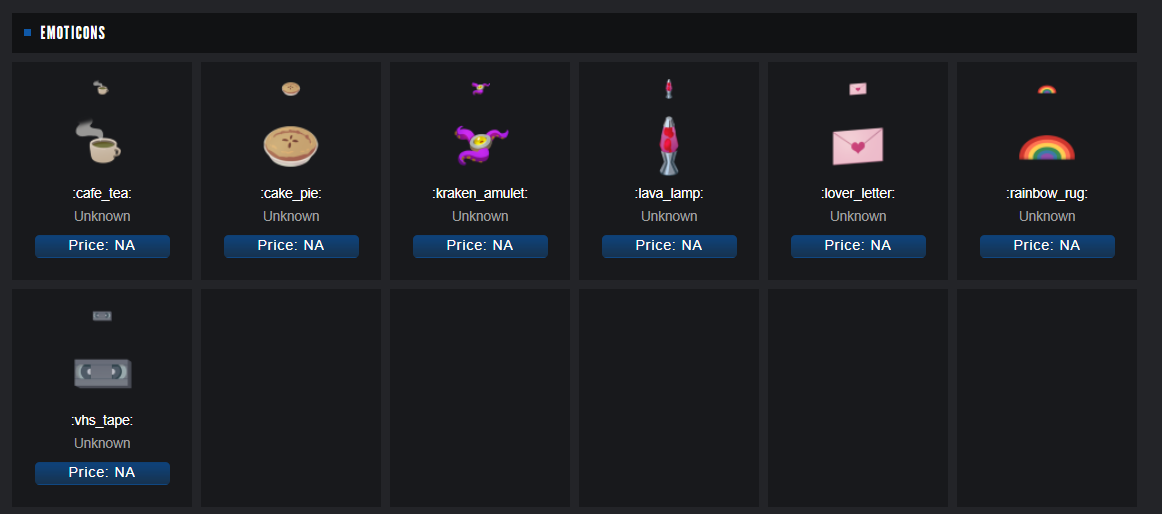 EMOTICONS
:cafe_tea:
Unknown
Price: NA
:cake_pie:
Unknown
Price: NA
:kraken_amulet:
Unknown
Price: NA
:lava_lamp:
Unknown
Price: NA
:lover_letter:
Unknown
Price: NA
:rainbow_rug:
Unknown
Price: NA
:vhs_tape:
Unknown
Price: NA